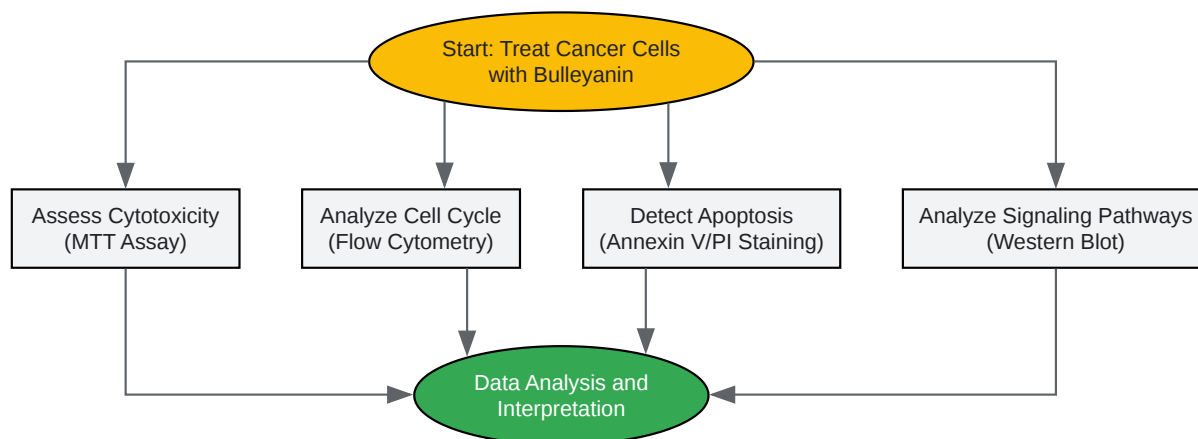 Start: Treat Cancer Cells
with Bulleyanin
Assess Cytotoxicity
(MTT Assay)
Analyze Cell Cycle
(Flow Cytometry)
Detect Apoptosis
(Annexin V/PI Staining)
Analyze Signaling Pathways
(Western Blot)
Data Analysis and
Interpretation